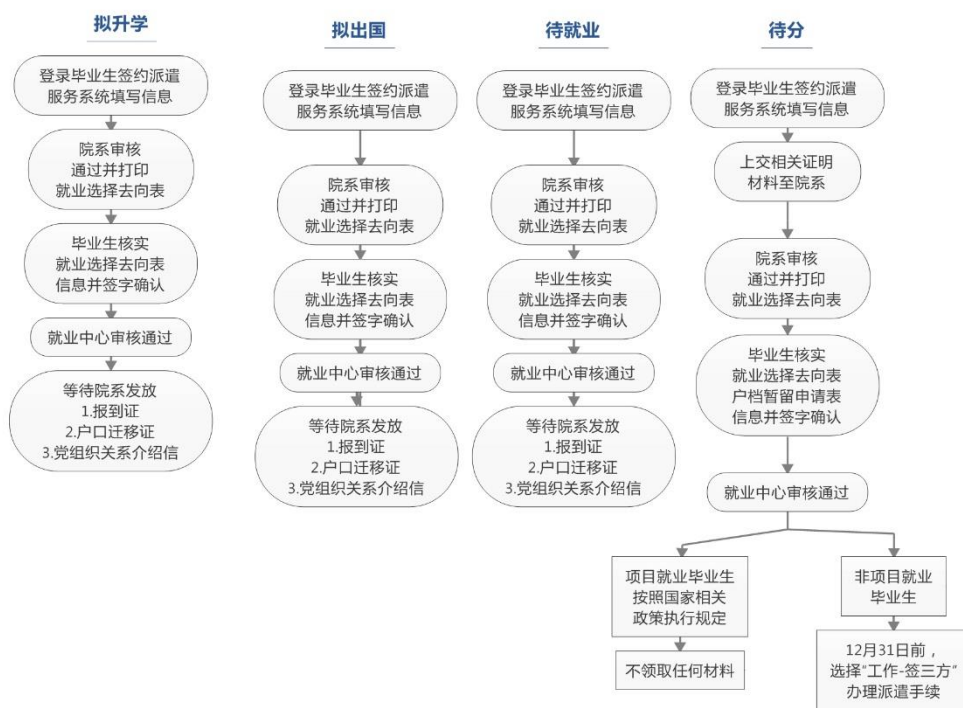 拟升学
登录毕业生签约派遣
服务系统填写信息
院系审核
通过并打印
就业选择去向表
毕业生核实
就业选择去向表
信息并签字确认
就业中心审核通过
等待院系发放
1.报到证
2.户口迁移证
3.党组织关系介绍信
拟出国
登录毕业生签约派遣
服务系统填写信息
院系审核
通过并打印
就业选择去向表
毕业生核实
就业选择去向表
信息并签字确认
就业中心审核通过
等待院系发放
1.报到证
2.户口迁移证
3.党组织关系介绍信
待就业
登录毕业生签约派遣
服务系统填写信息
院系审核
通过并打印
就业选择去向表
毕业生核实
就业选择去向表
信息并签字确认
就业中心审核通过
等待院系发放
1.报到证
2.户口迁移证
3.党组织关系介绍信
待分
登录毕业生签约派遣
服务系统填写信息
上交相关证明
材料至院系
院系审核
通过并打印
就业选择去向表
毕业生核实
就业选择去向表
户档暂留申请表
信息并签字确认
就业中心审核通过
项目就业毕业生
按照国家相关
政策执行规定
不领取任何材料
非项目就业
毕业生
12月31日前，
选择"工作-签三方"
办理派遣手续